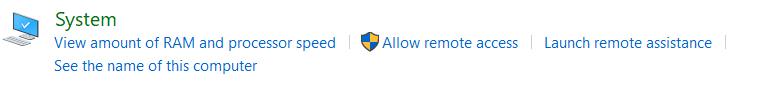 System
View amount of RAM and processor speed Allow remote access Launch remote assistance
See the name of this computer